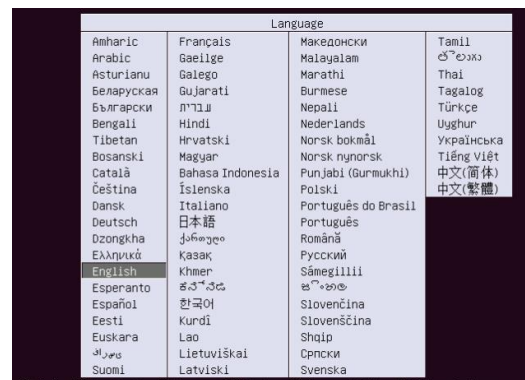 Language
Amharic
Arabic
Asturianu
Беларуская
Български
Bengali
Tibetan
Bosanski
Català
Čeština
Dansk
Deutsch
Dzongkha
Ελληνικά
English
Esperanto
Español
Eesti
Euskara
فارسی
Suomi
Français
Gaeilge
Galego
Gujarati
עברית
Hindi
Hrvatski
Magyar
Bahasa Indonesia
Íslenska
Italiano
日本語
ქართული
Қазақ
Khmer
ಕನ್ನಡ
한국어
Kurdî
Lao
Lietuviškai
Latviski
Македонски
Malayalam
Marathi
Burmese
Nepali
Nederlands
Norsk bokmål
Norsk nynorsk
Punjabi (Gurmukhi)
Polski
Português do Brasil
Português
Română
Русский
Sámegillii
සිංහල
Slovenčina
Slovenščina
Shqip
Српски
Svenska
Tamil
తెలుగు
Thai
Tagalog
Türkçe
Uyghur
Українська
Tiếng Việt
中文(简体)
中文(繁體)